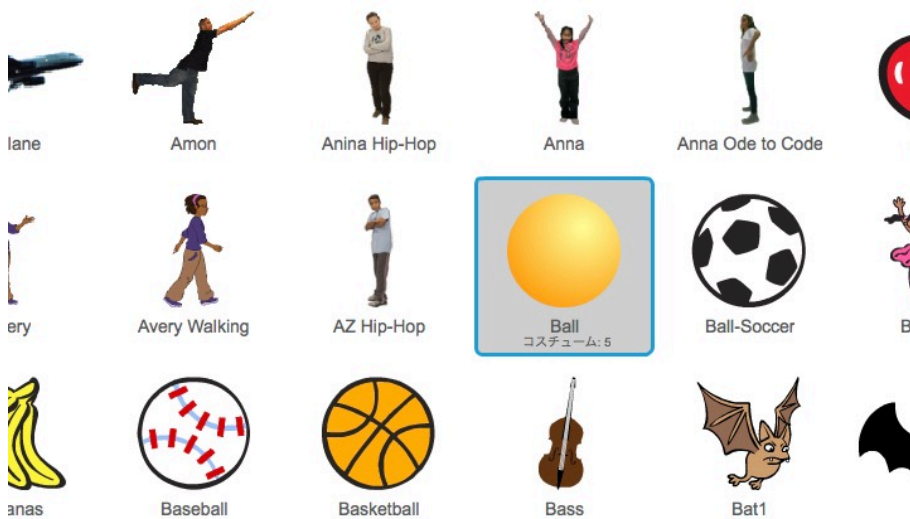 lane
Amon
Anina Hip-Hop
Anna
Anna Ode to Code
ery
Avery Walking
AZ Hip-Hop
Ball
コスチューム: 5
Ball-Soccer
B
anas
Baseball
Basketball
Bass
Bat1